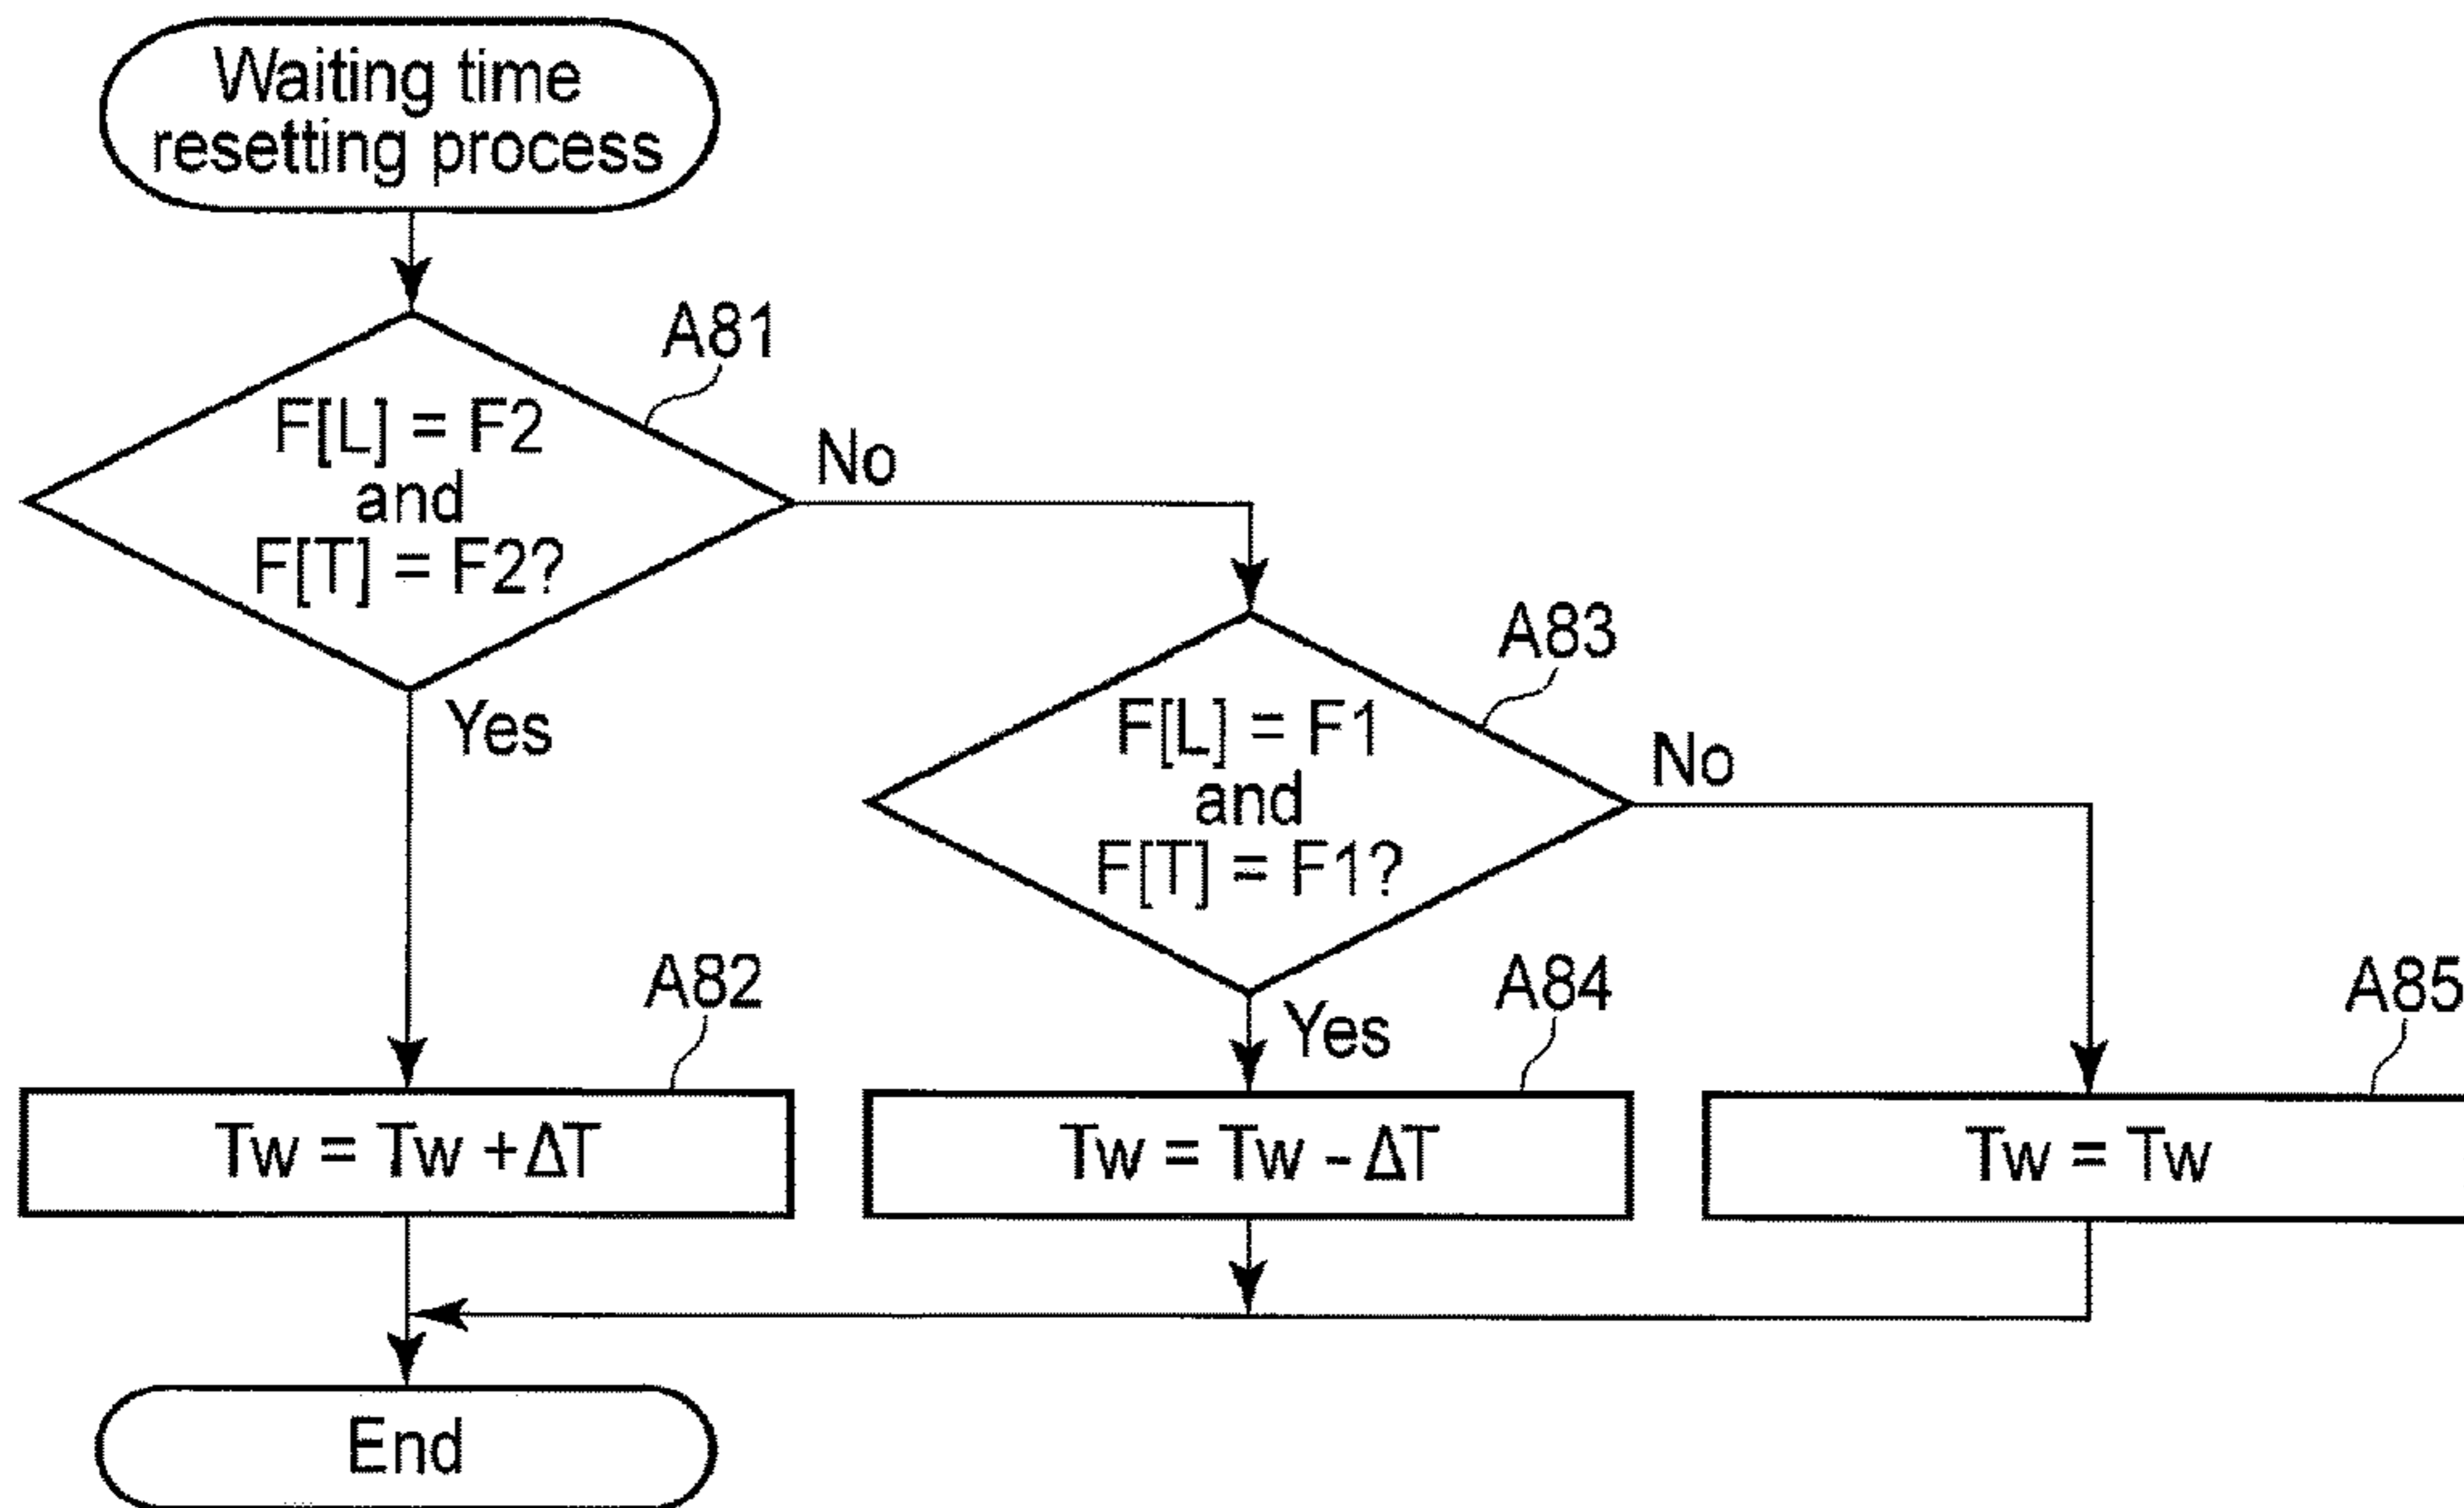 Waiting time
resetting process
A81
F[L] = F2
and
F[T] = F2?
No
Yes
A83
F[L] = F1
and
F[T] = F1?
No
Yes
A82
Tw = Tw +ΔT
A84
Tw = Tw - ΔT
A85
Tw = Tw
End